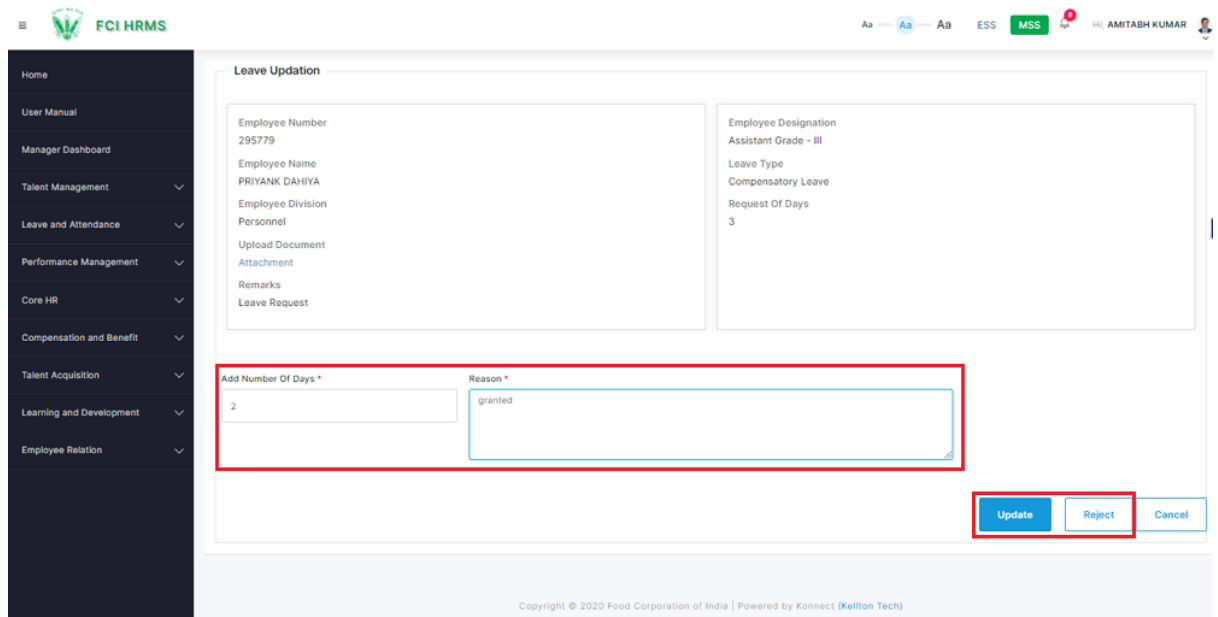 FCI HRMS
Aa Aa Aa ESS MSS Hi, AMITABH KUMAR
Home
User Manual
Manager Dashboard
Talent Management
Leave and Attendance
Performance Management
Core HR
Compensation and Benefit
Talent Acquisition
Learning and Development
Employee Relation
Leave Updation
Employee Number
295779
Employee Name
PRIYANK DAHIYA
Employee Division
Personnel
Upload Document
Attachment
Remarks
Leave Request
Employee Designation
Assistant Grade - III
Leave Type
Compensatory Leave
Request Of Days
3
Add Number Of Days *
2
Reason *
granted
Update Reject Cancel
Copyright © 2020 Food Corporation of India | Powered by Konnect (Kellton Tech)